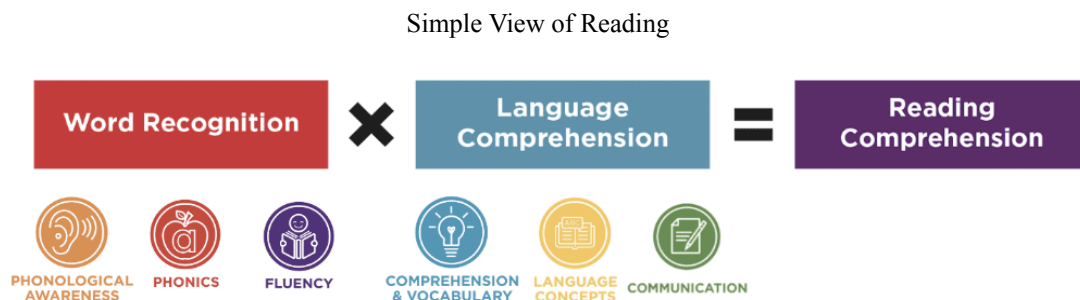 Simple View of Reading
Word Recognition
Language
Comprehension
Reading
Comprehension
PHONOLOGICAL
AWARENESS
a
PHONICS
FLUENCY
COMPREHENSION
& VOCABULARY
ABC
LANGUAGE
CONCEPTS
COMMUNICATION